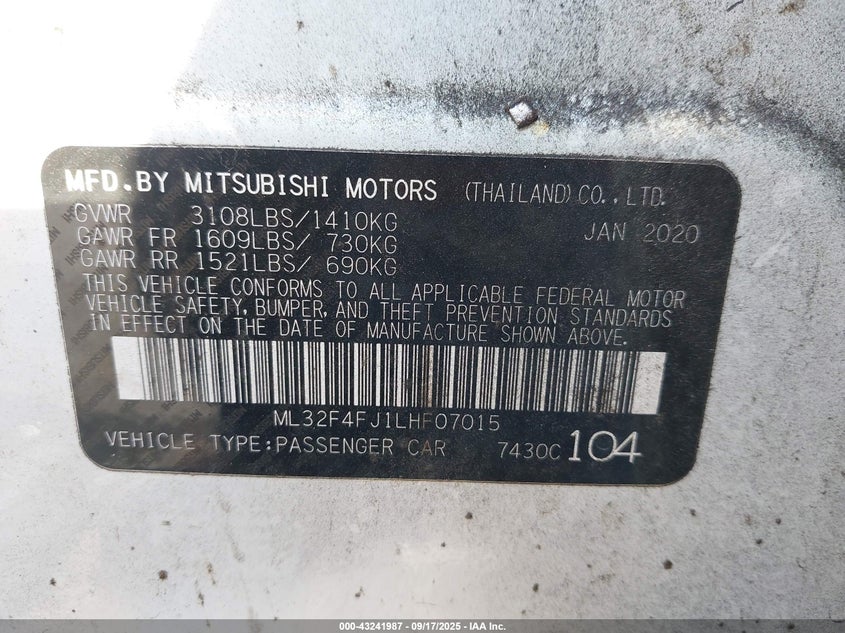 MFD.BY MITSUBISHI MOTORS (THAILAND) CO., LTD.
GVWR 3108LBS/1410KG JAN 2020
GAWR FR 1609LBS/ 730KG
GAWR RR 1521LBS/ 690KG
THIS VEHICLE CONFORMS TO ALL APPLICABLE FEDERAL MOTOR
VEHICLE SAFETY, BUMPER, AND THEFT PREVENTION STANDARDS
IN EFFECT ON THE DATE OF MANUFACTURE SHOWN ABOVE.
ML32F4FJ1LHF07015
VEHICLE TYPE:PASSENGER CAR 7430C 104
000-43241987 - 09/17/2025 - IAA Inc.